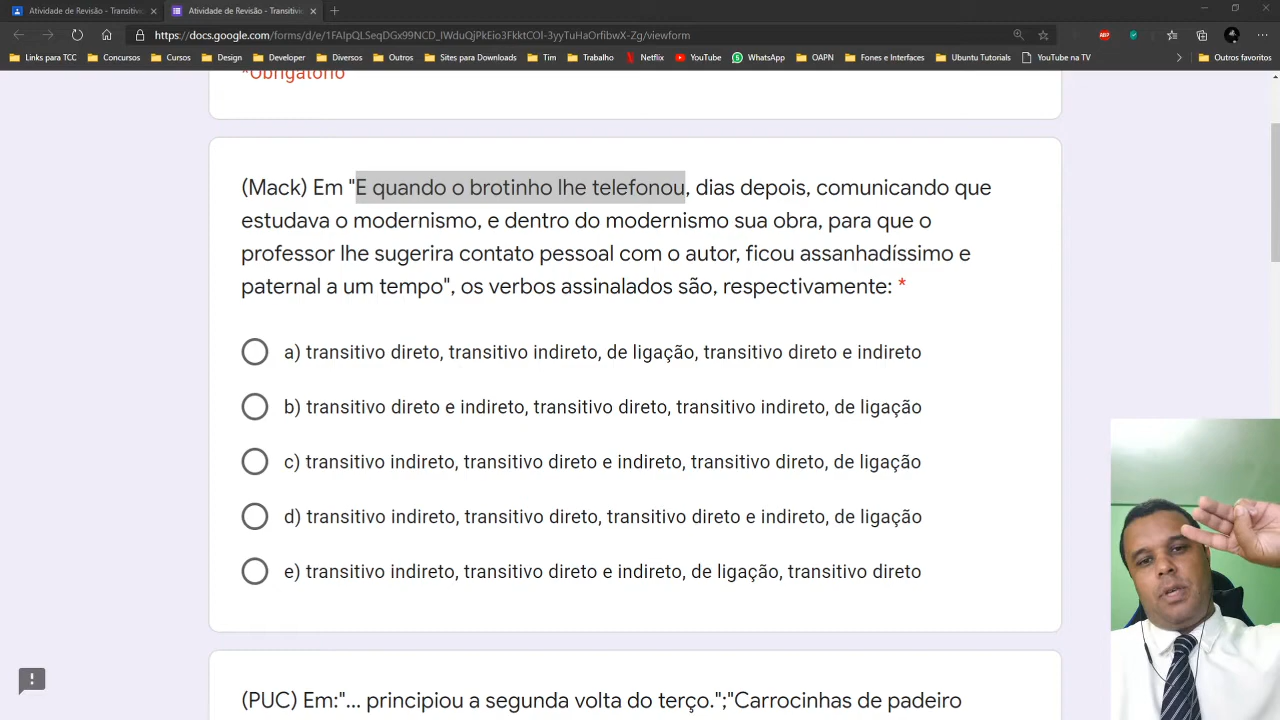 Atividade de Revisão - Transitivi
Atividade de Revisão - Transitivi
https://docs.google.com/forms/d/e/1FAIpQLSeqDGx99NCD_IWduQjPkEio3FkktCOl-3yyTuHaOrfibwX-Zg/viewform
Links para TCC
Concursos
Cursos
Design
Developer
Diversos
Outros
Sites para Downloads
Tim
Trabalho
Netflix
YouTube
WhatsApp
OAPN
Fones e Interfaces
Ubuntu Tutorials
YouTube na TV
Outros favoritos
*Obrigatório
(Mack) Em "E quando o brotinho lhe telefonou, dias depois, comunicando que
estudava o modernismo, e dentro do modernismo sua obra, para que o
professor lhe sugerira contato pessoal com o autor, ficou assanhadíssimo e
paternal a um tempo", os verbos assinalados são, respectivamente: *
a) transitivo direto, transitivo indireto, de ligação, transitivo direto e indireto
b) transitivo direto e indireto, transitivo direto, transitivo indireto, de ligação
c) transitivo indireto, transitivo direto e indireto, transitivo direto, de ligação
d) transitivo indireto, transitivo direto, transitivo direto e indireto, de ligação
e) transitivo indireto, transitivo direto e indireto, de ligação, transitivo direto
(PUC) Em:"... principiou a segunda volta do terço.";"Carrocinhas de padeiro